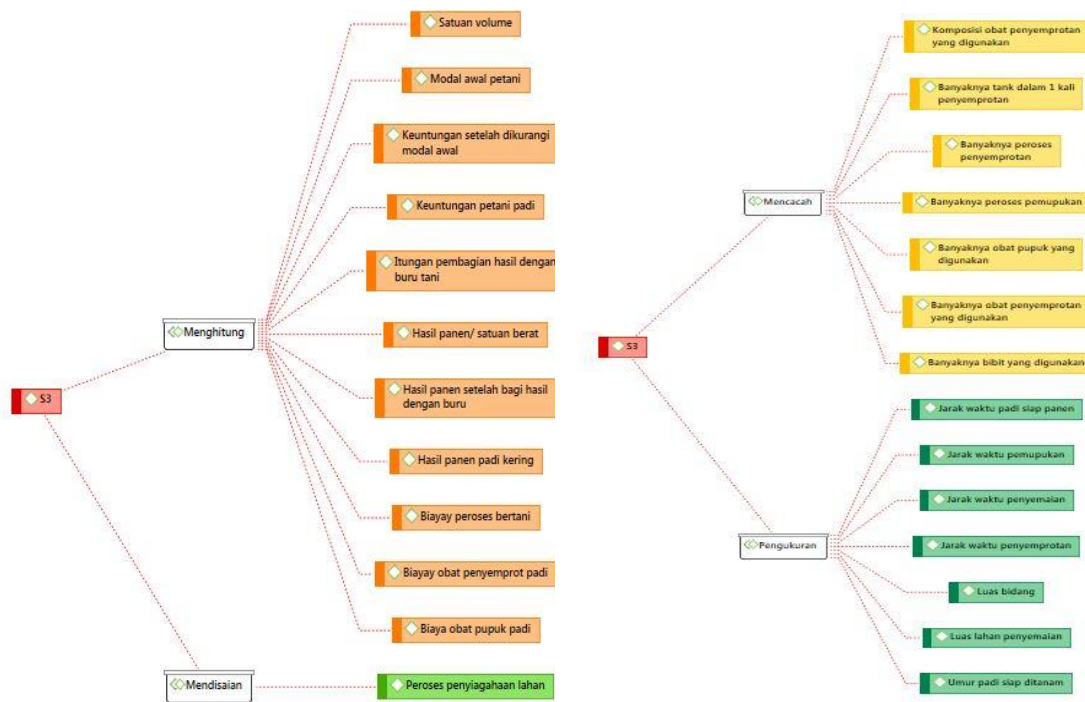 Satuan volume
Modal awal petani
Keuntungan setelah dikurangi
modal awal
Keuntungan petani padi
Itungan pembagian hasil dengan
buru tani
Menghitung
Hasil panen/ satuan berat
S3
Hasil panen setelah bagi hasil
dengan buru
Hasil panen padi kering
Biayay peroses bertani
Biayay obat penyemprot padi
Biaya obat pupuk padi
Mendisaian
Peroses penyiagahaan lahan
Komposisi obat penyemprotan
yang digunakan
Banyaknya tank dalam 1 kali
penyemprotan
Banyaknya peroses
penyemprotan
Mencacah
Banyaknya peroses pemupukan
Banyaknya obat pupuk yang
digunakan
Banyaknya obat penyemprotan
yang digunakan
S3
Banyaknya bibit yang digunakan
Jarak waktu padi siap panen
Jarak waktu pemupukan
Jarak waktu penyemaian
Pengukuran
Jarak waktu penyemprotan
Luas bidang
Luas lahan penyemaian
Umur padi siap ditanam